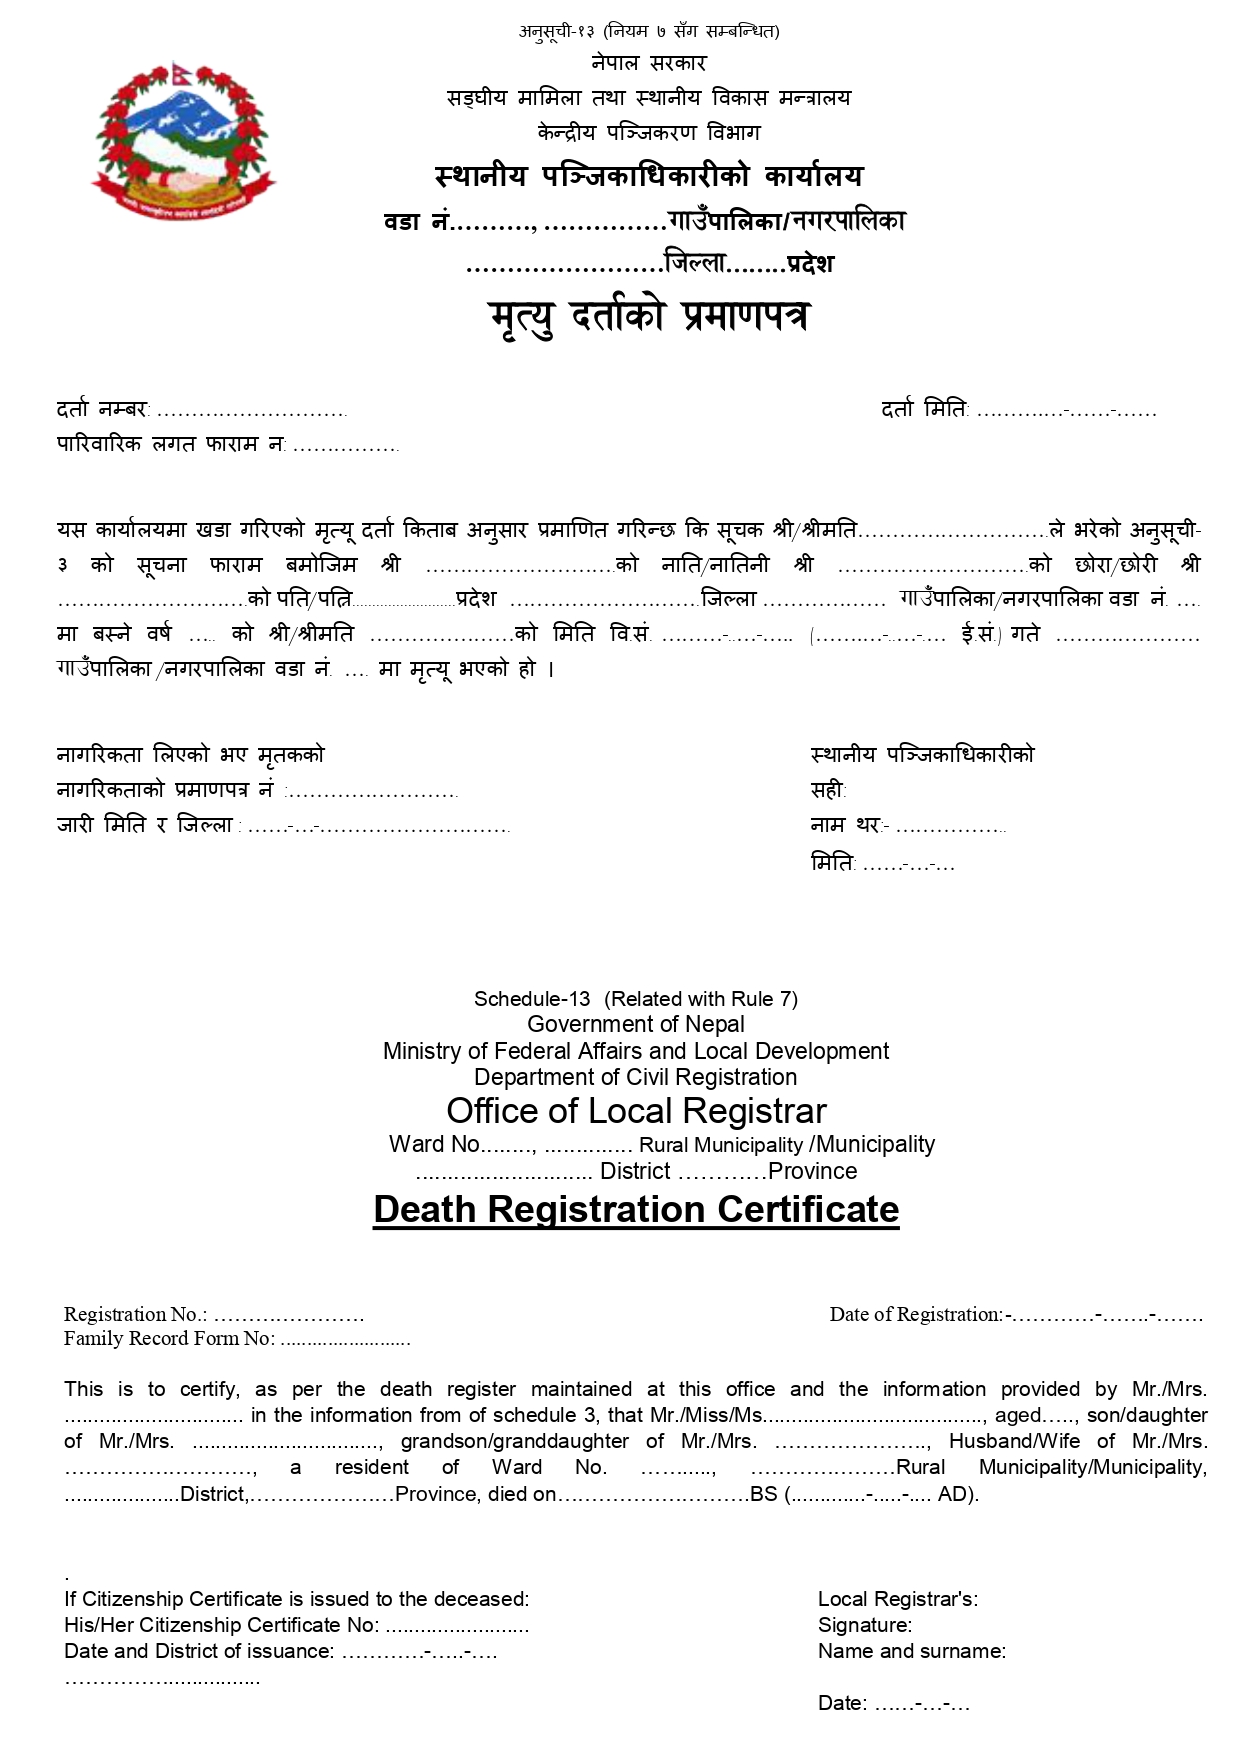 अनुसूची-१३ (नियम ७ सँग सम्बन्धित)
नेपाल सरकार
सङ्घीय मामिला तथा स्थानीय विकास मन्त्रालय
केन्द्रीय पञ्जिकरण विभाग
स्थानीय पञ्जिकाधिकारीको कार्यालय
वडा नं.………, ……………गाउँपालिका/नगरपालिका
……………………जिल्ला……..प्रदेश
मृत्यु दर्ताको प्रमाणपत्र
दर्ता नम्बर: ………………………. दर्ता मिति: …………-……-……
पारिवारिक लगत फाराम न: …………….
यस कार्यालयमा खडा गरिएको मृत्यू दर्ता किताब अनुसार प्रमाणित गरिन्छ कि सूचक श्री/श्रीमति……………………….ले भरेको अनुसूची-
३ को सूचना फाराम बमोजिम श्री ……………………….को नाति/नातिनी श्री ……………………….को छोरा/छोरी श्री
……………………….को पति/पत्नि..........................प्रदेश ……………………….जिल्ला ……………… गाउँपालिका/नगरपालिका वडा नं. ….
मा बस्ने वर्ष ….. को श्री/श्रीमति …………………को मिति वि.सं. ………-..…-….. (………-..…-.… ई.सं.) गते …………………
गाउँपालिका/नगरपालिका वडा नं. …. मा मृत्यू भएको हो ।
नागरिकता लिएको भए मृतकको स्थानीय पञ्जिकाधिकारीको
नागरिकताको प्रमाणपत्र नं :……………………. सही:
जारी मिति र जिल्ला : ……-…-………………………. नाम थर:- ……………..
मिति: ……-…-…
Schedule-13 (Related with Rule 7)
Government of Nepal
Ministry of Federal Affairs and Local Development
Department of Civil Registration
Office of Local Registrar
Ward No........, .............. Rural Municipality /Municipality
............................ District …………Province
Death Registration Certificate
Registration No.: …………………. Date of Registration:-…………-…….-…….
Family Record Form No: .........................
This is to certify, as per the death register maintained at this office and the information provided by Mr./Mrs.
............................... in the information from of schedule 3, that Mr./Miss/Ms......................................, aged….., son/daughter
of Mr./Mrs. ................................, grandson/granddaughter of Mr./Mrs. …………………., Husband/Wife of Mr./Mrs.
………………………, a resident of Ward No. ……....., …………………Rural Municipality/Municipality,
....................District,…………………Province, died on……………………….BS (.............-.....-.... AD).
.
If Citizenship Certificate is issued to the deceased: Local Registrar's:
His/Her Citizenship Certificate No: ......................... Signature:
Date and District of issuance: …………-…..-…. Name and surname:
……………................
Date: ……-…-…